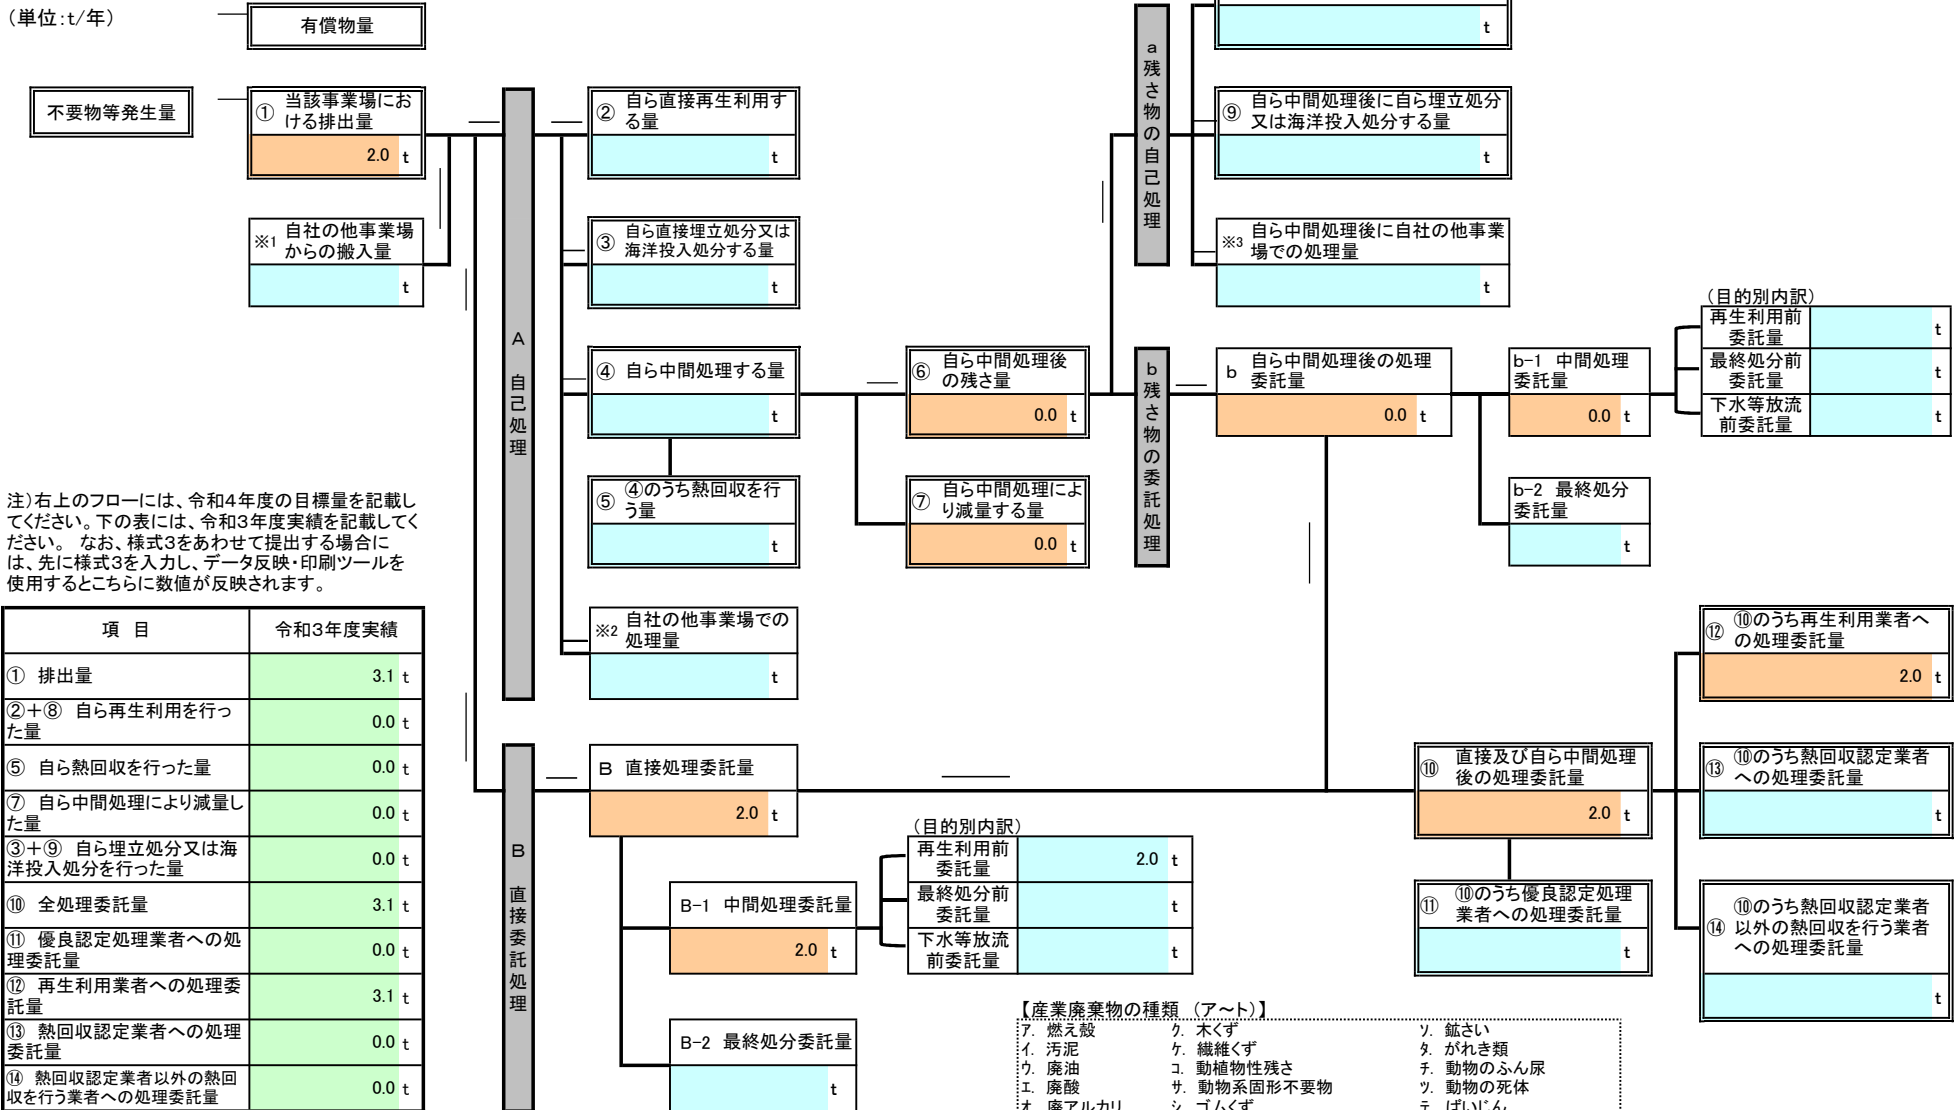 （単位:t/年）
有償物量
t
不要物等発生量
① 当該事業場にお
ける排出量
2.0 t
② 自ら直接再生利用す
る量
t
⑨ 自ら中間処理後に自ら埋立処分
又は海洋投入処分する量
t
a 残さ物の自己処理
※1 自社の他事業場
からの搬入量
t
③ 自ら直接埋立処分又は
海洋投入処分する量
t
※3 自ら中間処理後に自社の他事業
場での処理量
t
A 自己処理
④ 自ら中間処理する量
t
⑥ 自ら中間処理後
の残さ量
0.0 t
b 残さ物の委託処理
b 自ら中間処理後の処理
委託量
0.0 t
b-1 中間処理
委託量
0.0 t
（目的別内訳）
再生利用前
委託量
t
最終処分前
委託量
t
下水等放流
前委託量
t
⑤ ④のうち熱回収を行
う量
t
⑦ 自ら中間処理によ
り減量する量
0.0 t
b-2 最終処分
委託量
t
注）右上のフローには、令和4年度の目標量を記載し
てください。下の表には、令和3年度実績を記載してく
ださい。 なお、様式3をあわせて提出する場合に
は、先に様式3を入力し、データ反映・印刷ツールを
使用するとこちらに数値が反映されます。
※2 自社の他事業場での
処理量
t
項 目 令和3年度実績
① 排出量 3.1 t
②＋⑧ 自ら再生利用を行っ
た量
0.0 t
⑤ 自ら熱回収を行った量 0.0 t
⑦ 自ら中間処理により減量し
た量
0.0 t
③＋⑨ 自ら埋立処分又は海
洋投入処分を行った量
0.0 t
⑩ 全処理委託量 3.1 t
⑪ 優良認定処理業者への処
理委託量
0.0 t
⑫ 再生利用業者への処理委
託量
3.1 t
⑬ 熱回収認定業者への処理
委託量
0.0 t
⑭ 熱回収認定業者以外の熱回
収を行う業者への処理委託量
0.0 t
B 直接委託処理
B 直接処理委託量
2.0 t
B-1 中間処理委託量
2.0 t
（目的別内訳）
再生利用前
委託量
2.0 t
最終処分前
委託量
t
下水等放流
前委託量
t
B-2 最終処分委託量
t
⑩ 直接及び自ら中間処理
後の処理委託量
2.0 t
⑪ ⑩のうち優良認定処理
業者への処理委託量
t
⑫ ⑩のうち再生利用業者へ
の処理委託量
2.0 t
⑬ ⑩のうち熱回収認定業者
への処理委託量
t
⑭ ⑩のうち熱回収認定業者
以外の熱回収を行う業者
への処理委託量
t
【産業廃棄物の種類 （ア～ト）】
ア. 燃え殻 ク. 木くず ソ. 鉱さい
イ. 汚泥 ケ. 繊維くず タ. がれき類
ウ. 廃油 コ. 動植物性残さ チ. 動物のふん尿
エ. 廃酸 サ. 動物系固形不要物 ツ. 動物の死体
オ. 廃アルカリ シ. ゴムくず テ. ばいじん